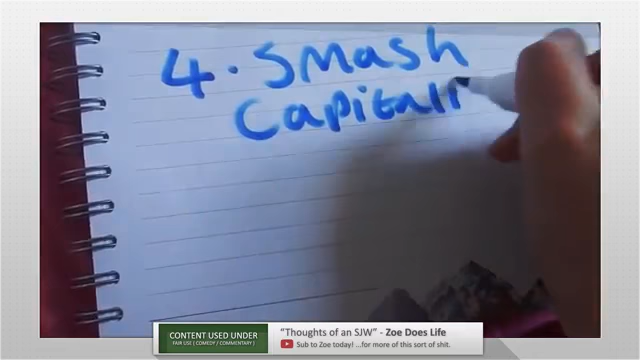 4. Smash
Capitali
CONTENT USED UNDER
FAIR USE ( COMEDY / COMMENTARY )
"Thoughts of an SJW" - Zoe Does Life
Sub to Zoe today! ...for more of this sort of shit.